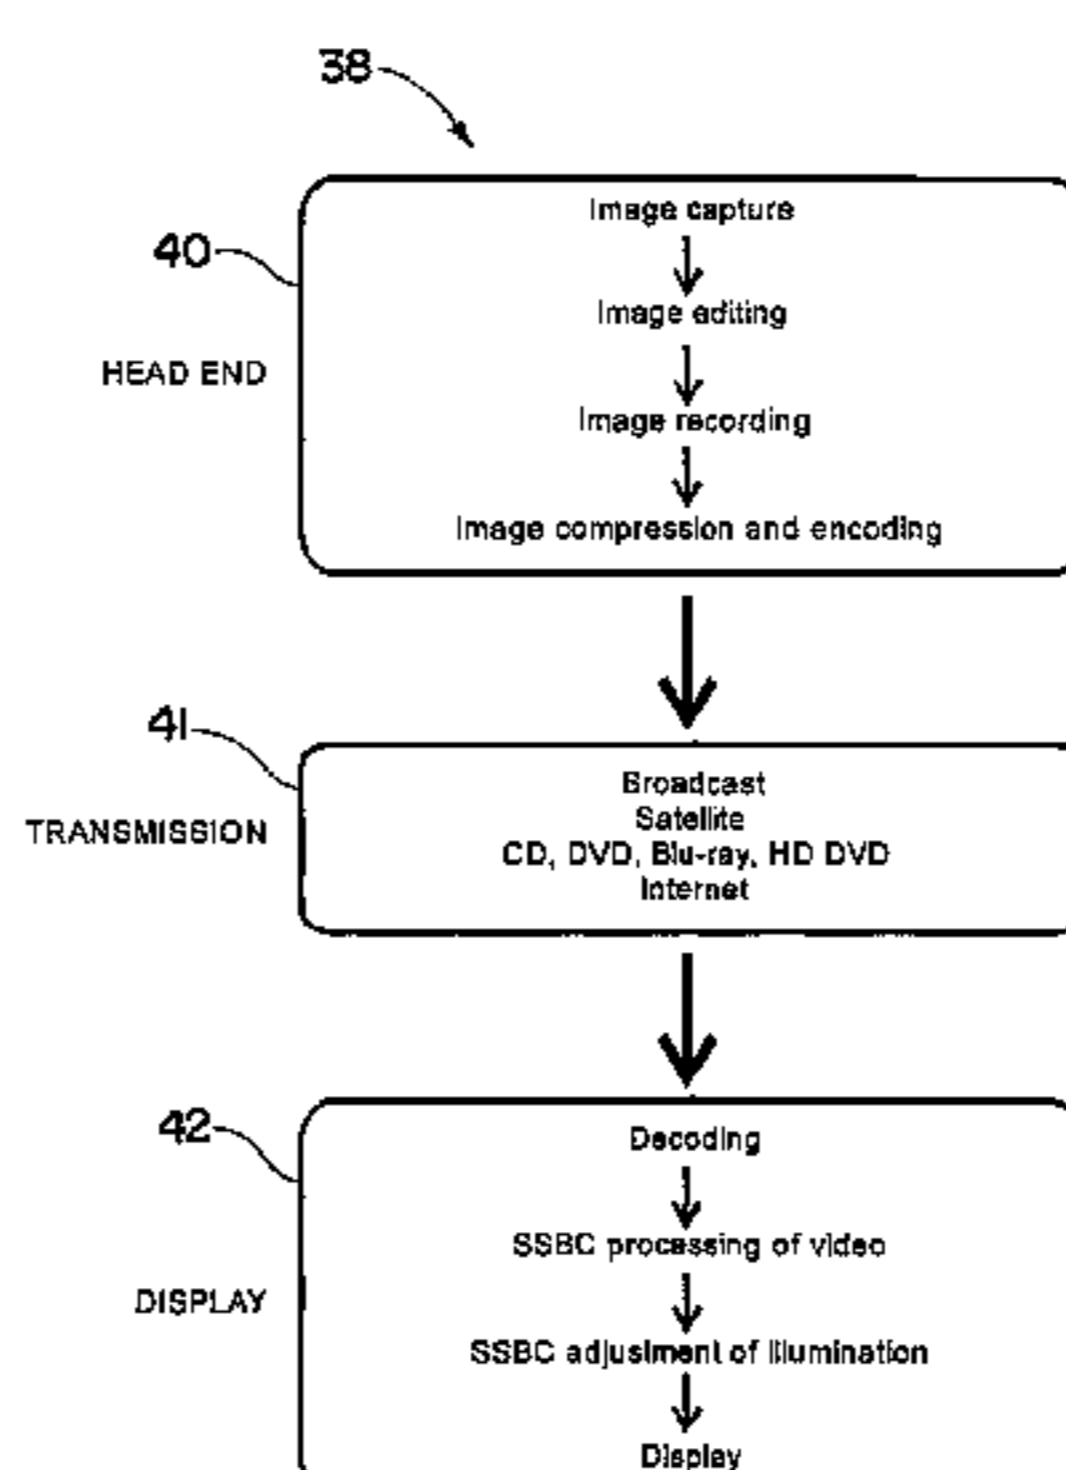 38
40
HEAD END
Image capture
Image editing
Image recording
Image compression and encoding
41
TRANSMISSION
Broadcast
Satellite
CD, DVD, Blu-ray, HD DVD
Internet
42
DISPLAY
Decoding
SSBC processing of video
SSBC adjustment of illumination
Display